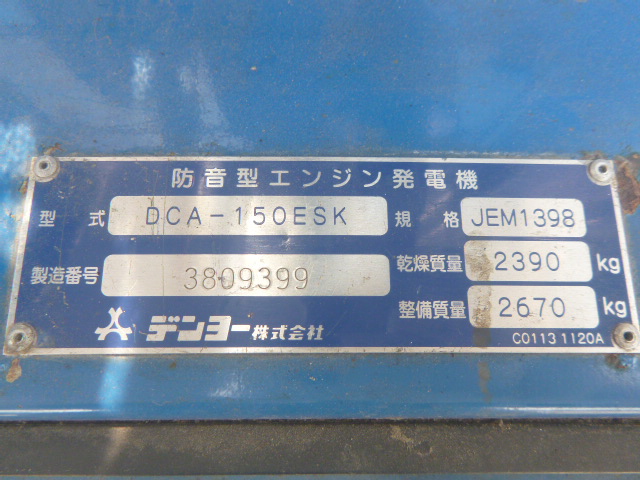 防音型エンジン発電機
型式 DCA-150ESK 規格 JEM1398
製造番号 3809399 乾燥質量 2390 kg
整備質量 2670 kg
デンヨー株式会社
C0113 1120A